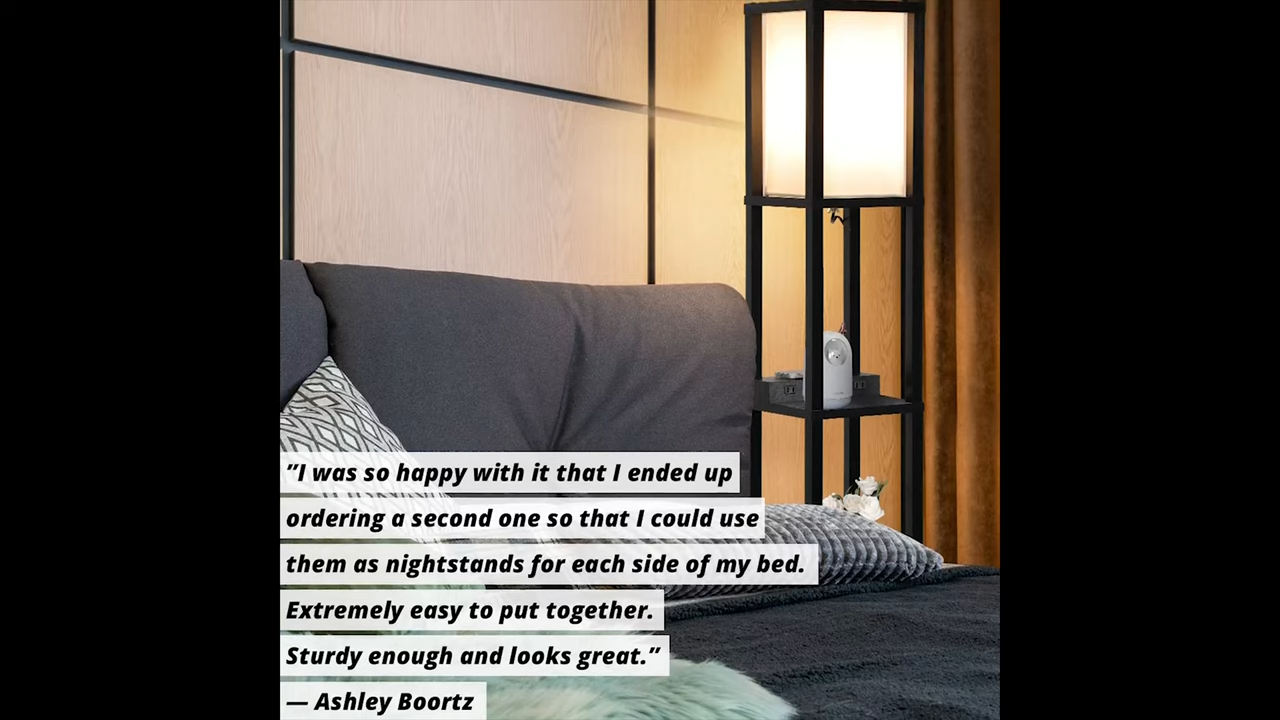 ”I was so happy with it that I ended up
ordering a second one so that I could use
them as nightstands for each side of my bed.
Extremely easy to put together.
Sturdy enough and looks great.”
— Ashley Boortz